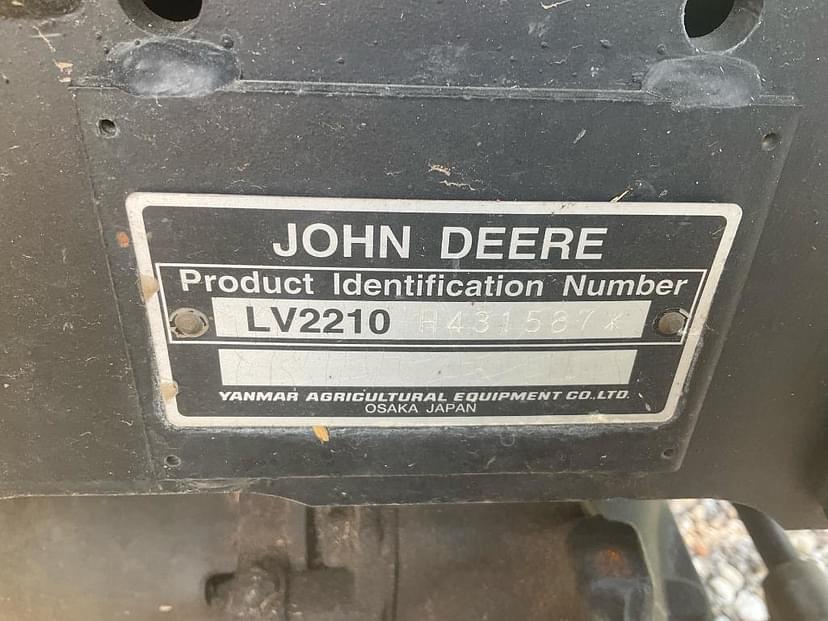 JOHN DEERE
Product Identification Number
LV2210 H431587*
YANMAR AGRICULTURAL EQUIPMENT CO.,LTD.
OSAKA JAPAN